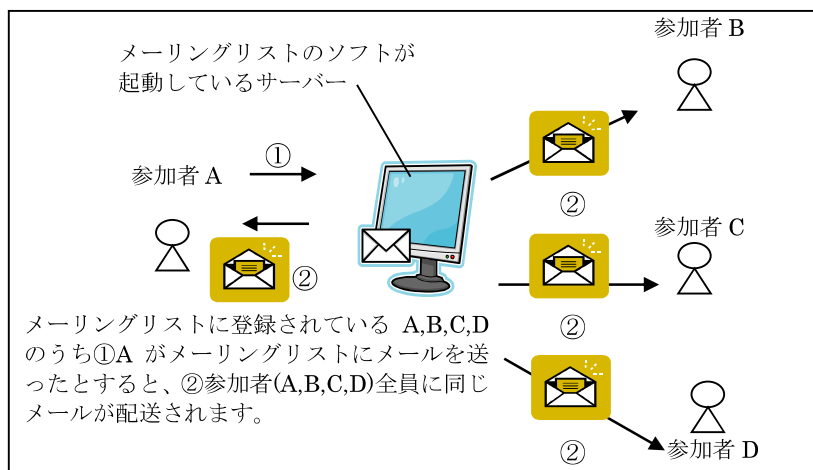 参加者 B
メーリングリストのソフトが
起動しているサーバー
①
参加者 A
②
参加者 C
②
②
メーリングリストに登録されている A,B,C,D
のうち①A がメーリングリストにメールを送
ったとすると、②参加者(A,B,C,D)全員に同じ
メールが配送されます。
②
参加者 D